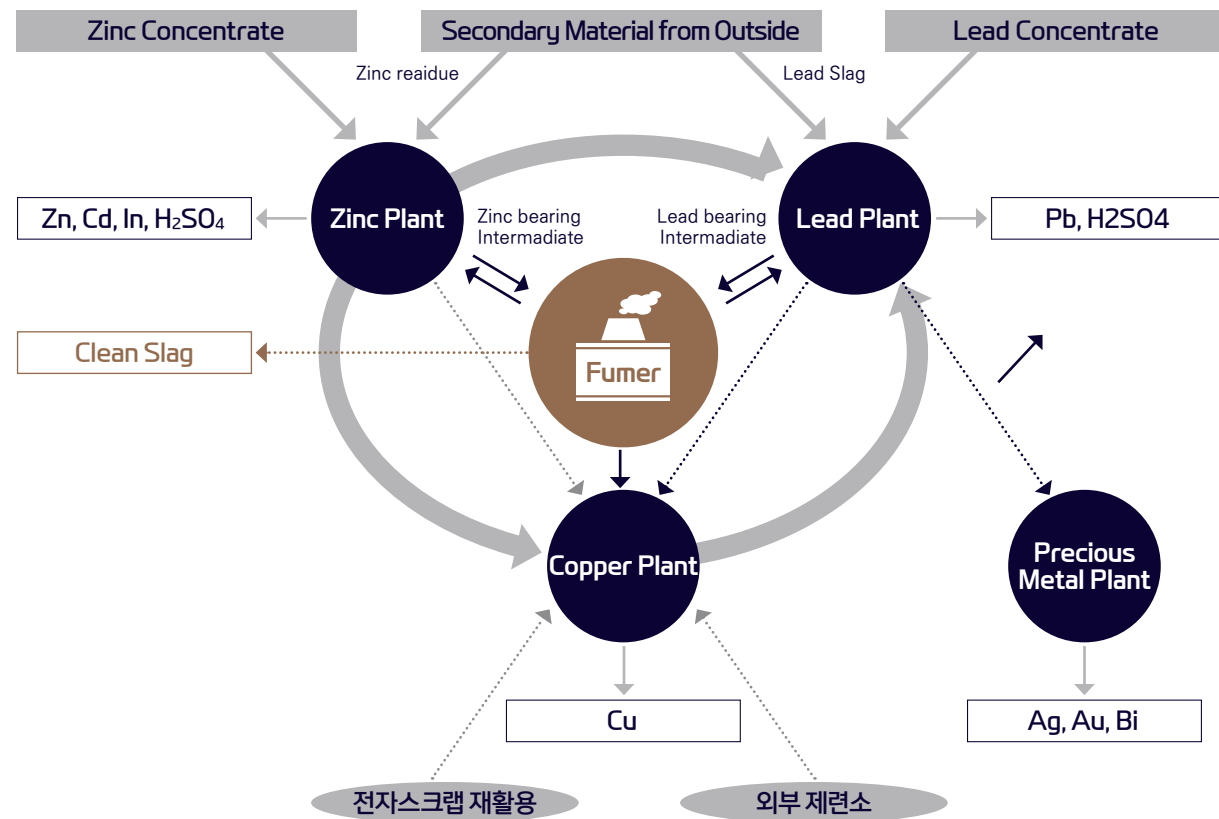 Zinc Concentrate
Secondary Material from Outside
Lead Concentrate
Zinc reaidue
Lead Slag
Zn, Cd, In, H₂SO₄
Zinc Plant
Zinc bearing
Intermadiate
Lead bearing
Intermadiate
Lead Plant
Pb, H2SO4
Clean Slag
Fumer
Copper Plant
Precious
Metal Plant
Cu
Ag, Au, Bi
전자스크랩 재활용
외부 제련소